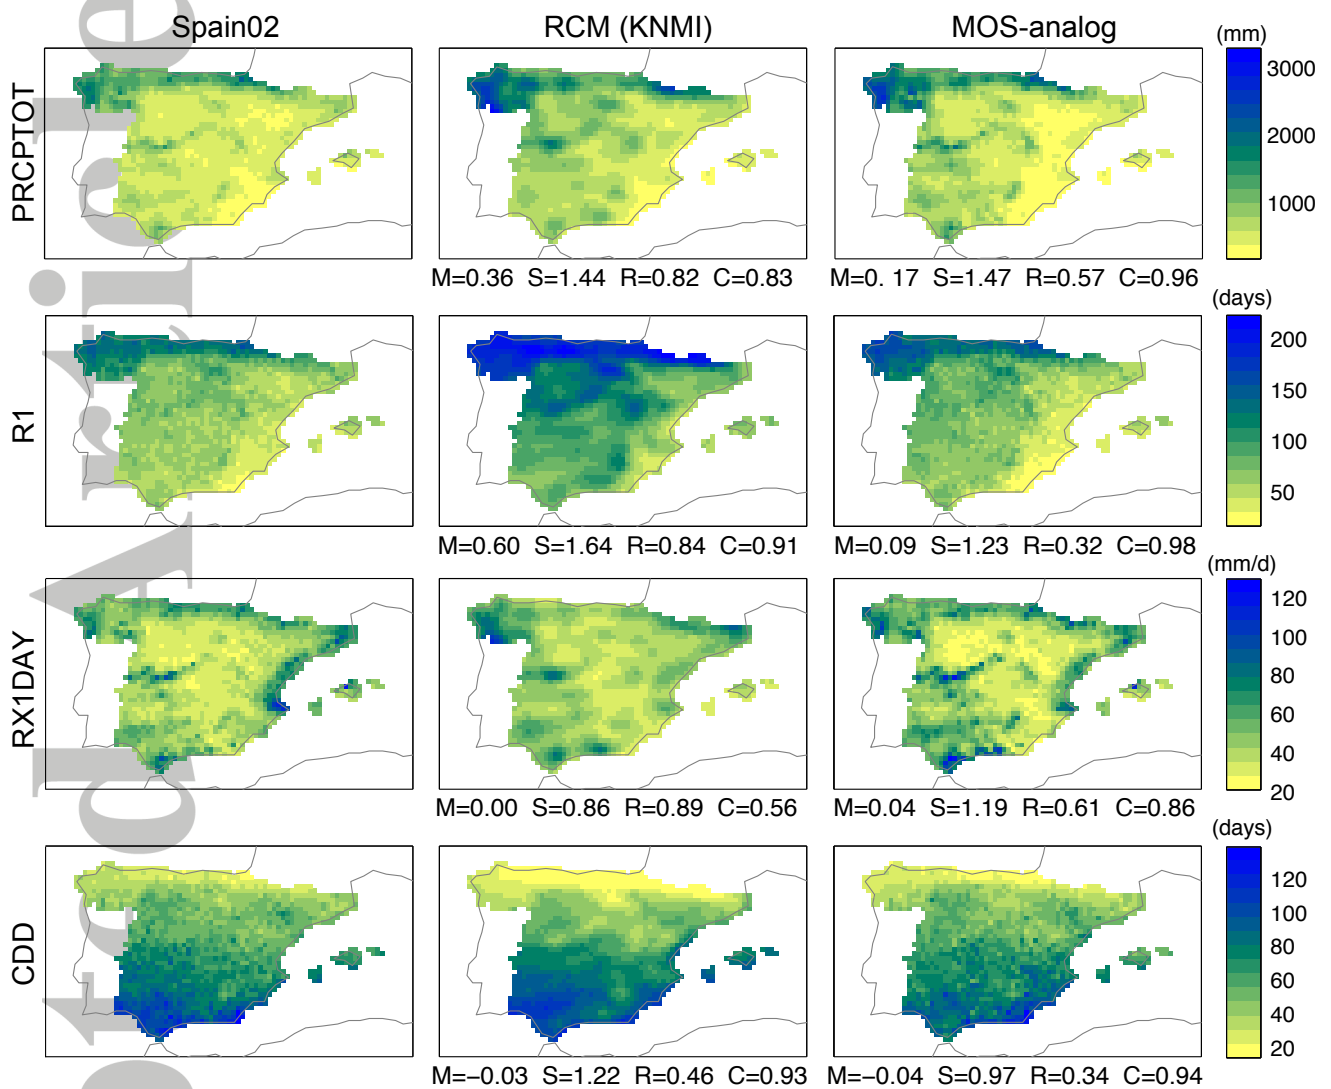 Spain02 RCM (KNMI) MOS-analog (mm)
PRCPTOT
3000
2000
1000
M=0.36 S=1.44 R=0.82 C=0.83 M=0. 17 S=1.47 R=0.57 C=0.96
(days)
R1
200
150
100
50
M=0.60 S=1.64 R=0.84 C=0.91 M=0.09 S=1.23 R=0.32 C=0.98
(mm/d)
RX1DAY
120
100
80
60
40
20
M=0.00 S=0.86 R=0.89 C=0.56 M=0.04 S=1.19 R=0.61 C=0.86
(days)
CDD
120
100
80
60
40
20
M=−0.03 S=1.22 R=0.46 C=0.93 M=−0.04 S=0.97 R=0.34 C=0.94